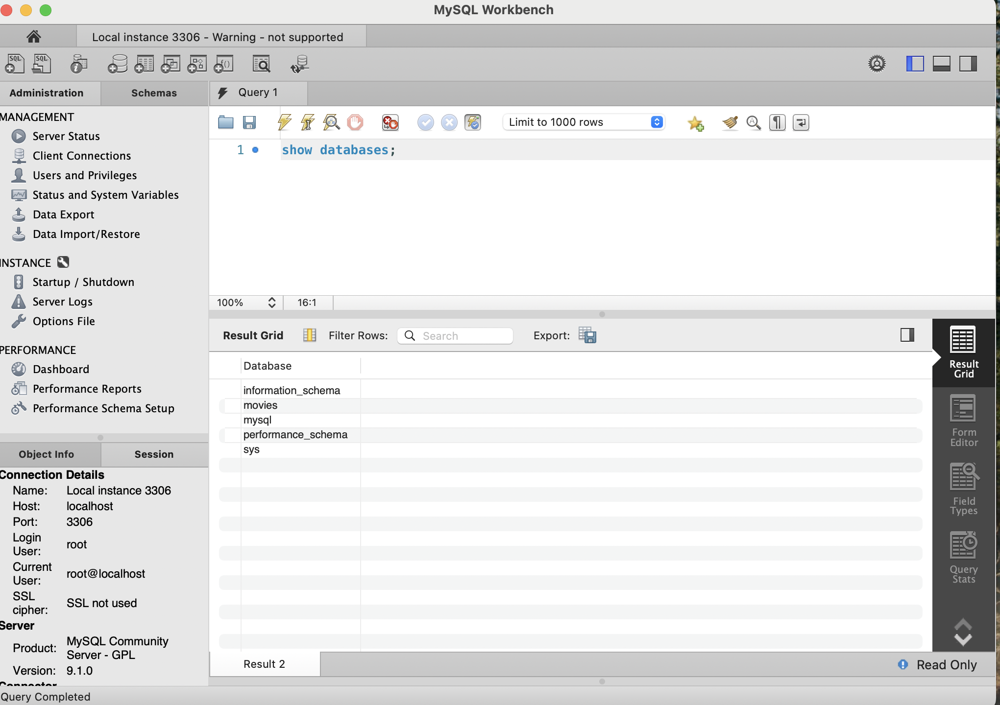 MySQL Workbench
Local instance 3306 - Warning - not supported
SQL
SQL
Administration
Schemas
Query 1
MANAGEMENT
Server Status
Client Connections
Users and Privileges
Status and System Variables
Data Export
Data Import/Restore
INSTANCE
Startup / Shutdown
Server Logs
Options File
PERFORMANCE
Dashboard
Performance Reports
Performance Schema Setup
Limit to 1000 rows
1
show databases;
100%
16:1
Result Grid
Filter Rows:
Search
Export:
Database
information_schema
movies
mysql
performance_schema
sys
Result
Grid
Form
Editor
Field
Types
Query
Stats
Object Info
Session
Connection Details
Name: Local instance 3306
Host: localhost
Port: 3306
Login
User:
root
Current
User:
root@localhost
SSL
cipher:
SSL not used
Server
Product:
MySQL Community
Server - GPL
Version: 9.1.0
Connector
Result 2
Read Only
Query Completed